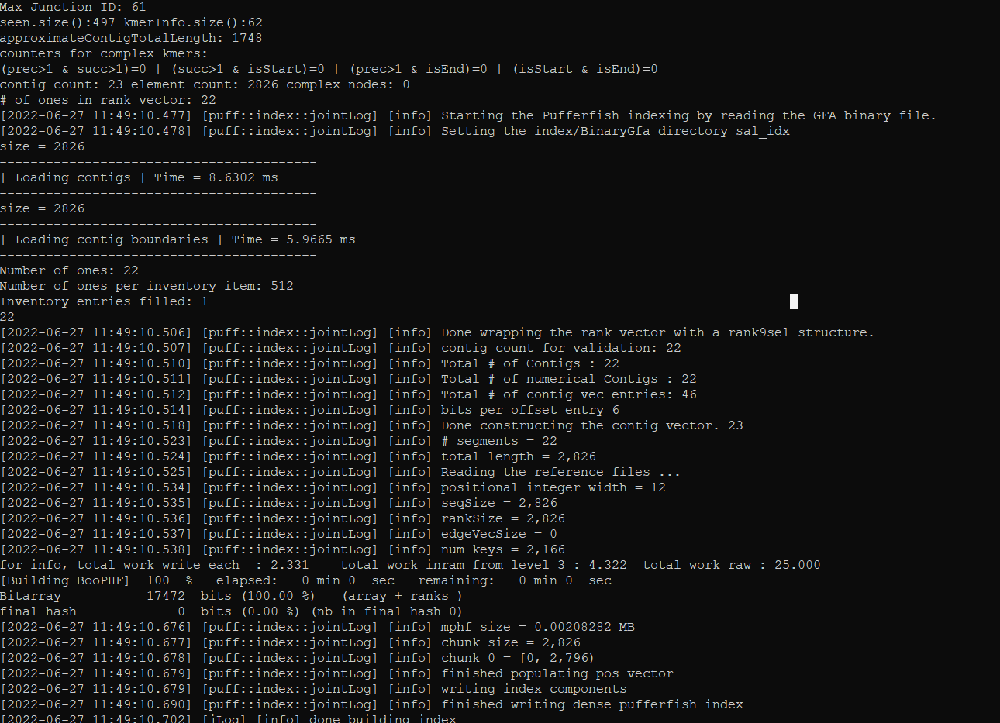 Max Junction ID: 61
seen.size():497 kmerInfo.size():62
approximateContigTotalLength: 1748
counters for complex kmers:
(prec>1 & succ>1)=0 | (succ>1 & isStart)=0 | (prec>1 & isEnd)=0 | (isStart & isEnd)=0
contig count: 23 element count: 2826 complex nodes: 0
# of ones in rank vector: 22
[2022-06-27 11:49:10.477] [puff::index::jointLog] [info] Starting the Pufferfish indexing by reading the GFA binary file.
[2022-06-27 11:49:10.478] [puff::index::jointLog] [info] Setting the index/BinaryGfa directory sal_idx
size = 2826
-----------------------------------------
| Loading contigs | Time = 8.6302 ms
-----------------------------------------
size = 2826
-----------------------------------------
| Loading contig boundaries | Time = 5.9665 ms
-----------------------------------------
Number of ones: 22
Number of ones per inventory item: 512
Inventory entries filled: 1
22
[2022-06-27 11:49:10.506] [puff::index::jointLog] [info] Done wrapping the rank vector with a rank9sel structure.
[2022-06-27 11:49:10.507] [puff::index::jointLog] [info] contig count for validation: 22
[2022-06-27 11:49:10.510] [puff::index::jointLog] [info] Total # of Contigs : 22
[2022-06-27 11:49:10.511] [puff::index::jointLog] [info] Total # of numerical Contigs : 22
[2022-06-27 11:49:10.512] [puff::index::jointLog] [info] Total # of contig vec entries: 46
[2022-06-27 11:49:10.514] [puff::index::jointLog] [info] bits per offset entry 6
[2022-06-27 11:49:10.518] [puff::index::jointLog] [info] Done constructing the contig vector. 23
[2022-06-27 11:49:10.523] [puff::index::jointLog] [info] # segments = 22
[2022-06-27 11:49:10.524] [puff::index::jointLog] [info] total length = 2,826
[2022-06-27 11:49:10.525] [puff::index::jointLog] [info] Reading the reference files ...
[2022-06-27 11:49:10.534] [puff::index::jointLog] [info] positional integer width = 12
[2022-06-27 11:49:10.535] [puff::index::jointLog] [info] seqSize = 2,826
[2022-06-27 11:49:10.536] [puff::index::jointLog] [info] rankSize = 2,826
[2022-06-27 11:49:10.537] [puff::index::jointLog] [info] edgeVecSize = 0
[2022-06-27 11:49:10.538] [puff::index::jointLog] [info] num keys = 2,166
for info, total work write each  : 2.331    total work inram from level 3 : 4.322  total work raw : 25.000
[Building BooPHF]  100  %   elapsed:   0 min 0  sec   remaining:   0 min 0  sec
Bitarray           17472  bits (100.00 %)   (array + ranks )
final hash             0  bits (0.00 %) (nb in final hash 0)
[2022-06-27 11:49:10.676] [puff::index::jointLog] [info] mphf size = 0.00208282 MB
[2022-06-27 11:49:10.677] [puff::index::jointLog] [info] chunk size = 2,826
[2022-06-27 11:49:10.678] [puff::index::jointLog] [info] chunk 0 = [0, 2,796)
[2022-06-27 11:49:10.679] [puff::index::jointLog] [info] finished populating pos vector
[2022-06-27 11:49:10.679] [puff::index::jointLog] [info] writing index components
[2022-06-27 11:49:10.690] [puff::index::jointLog] [info] finished writing dense pufferfish index
[2022-06-27 11:49:10.702] [jLog] [info] done building index